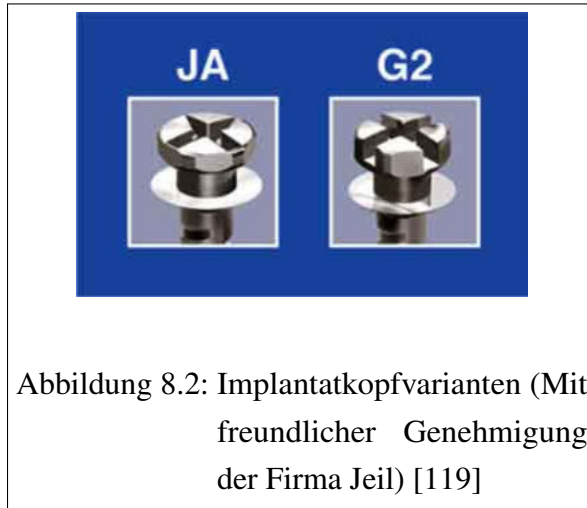 JA G2
Abbildung 8.2: Implantatkopfvarianten (Mit
freundlicher Genehmigung
der Firma Jeil) [119]